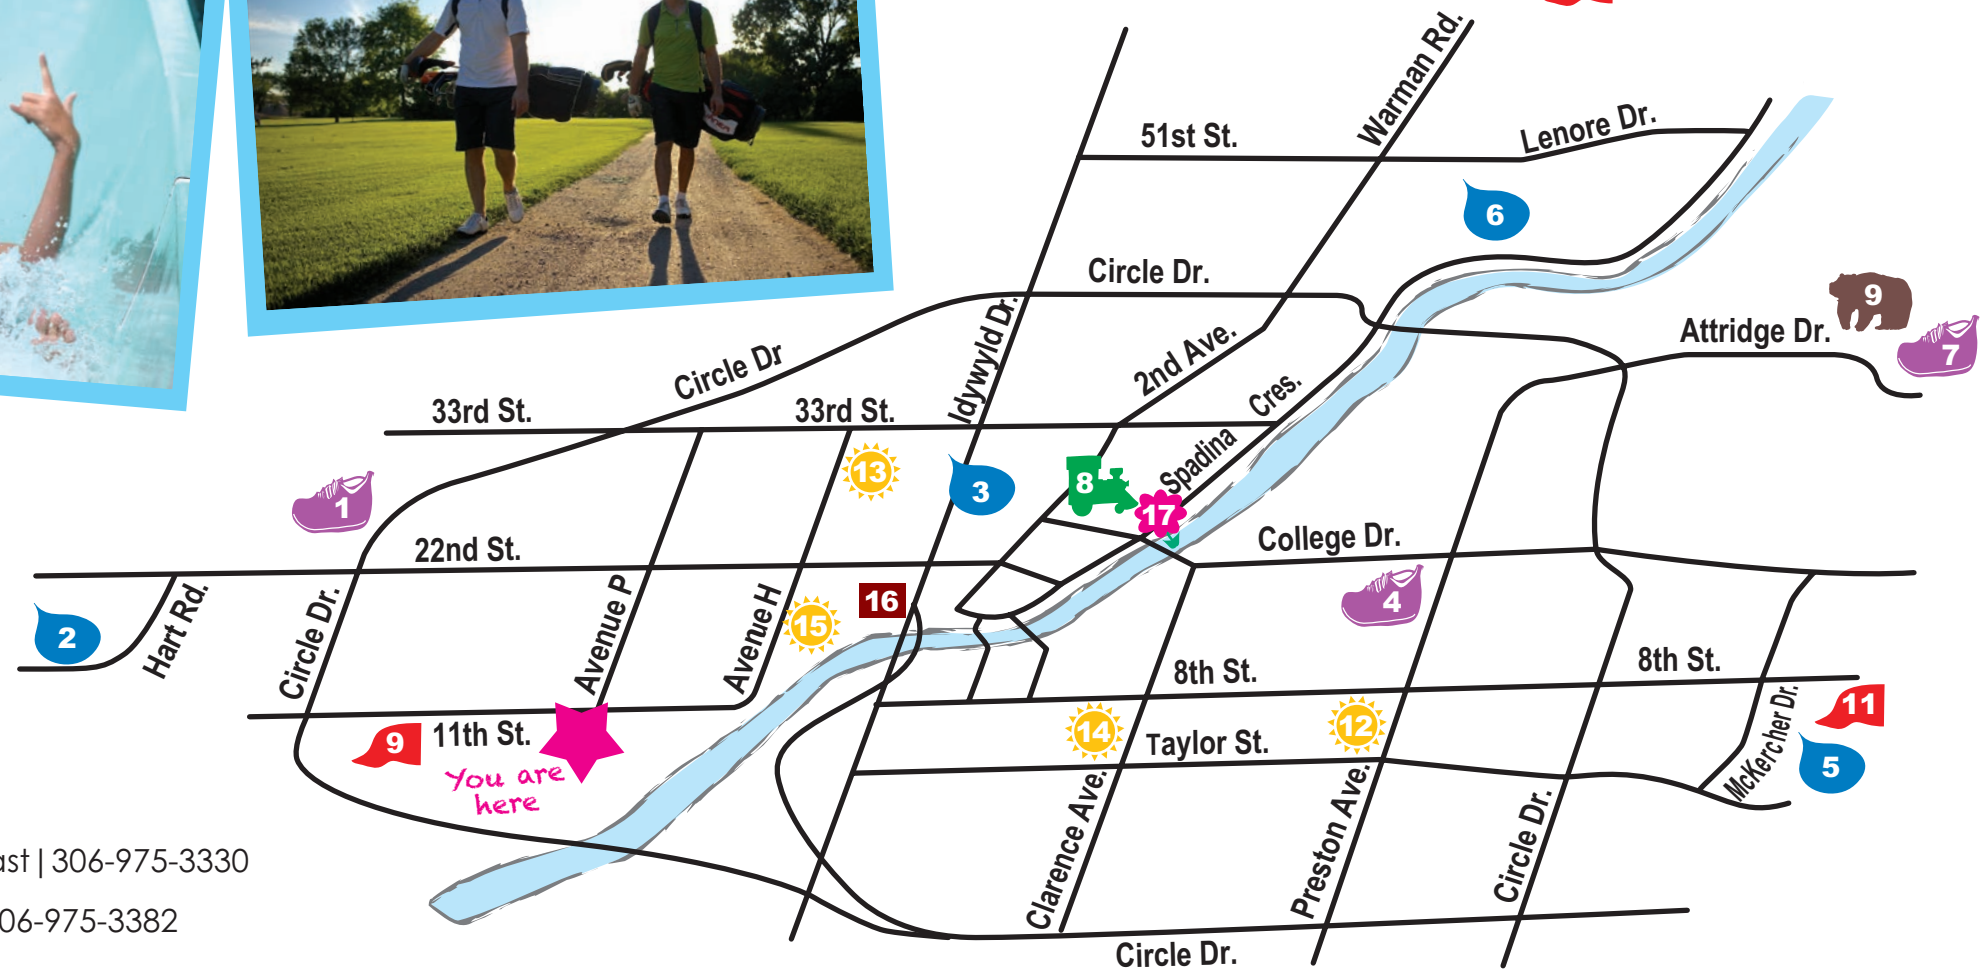 Warman Rd.
51st St.
Lenore Dr.
6
Circle Dr.
9
Attridge Dr.
7
Idywyld Dr.
2nd Ave.
Circle Dr
Cres.
33rd St.
33rd St.
Spadina
13
3
8
17
1
22nd St.
College Dr.
2
Hart Rd.
Circle Dr.
Avenue P
Avenue H
15
16
4
8th St.
8th St.
McKercher Dr.
11
9
11th St.
14
Taylor St.
12
5
You are
here
Clarence Ave.
Preston Ave.
Circle Dr.
ast | 306-975-3330
06-975-3382
Circle Dr.